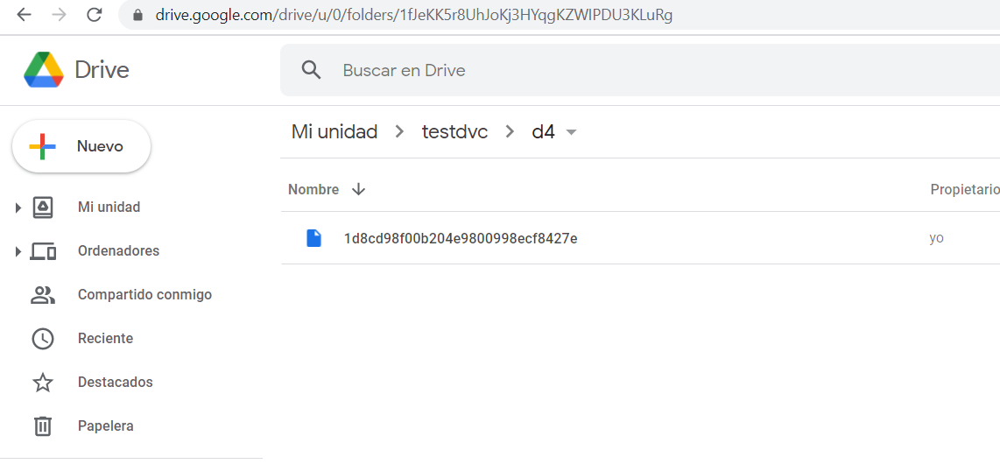 drive.google.com/drive/u/0/folders/1fJeKK5r8UhJoKj3HYqgKZWIPDU3KLuRg
Drive
Buscar en Drive
Nuevo
Mi unidad
Ordenadores
Compartido conmigo
Reciente
Destacados
Papelera
Mi unidad > testdvc > d4
Nombre Propietario
1d8cd98f00b204e9800998ecf8427e yo